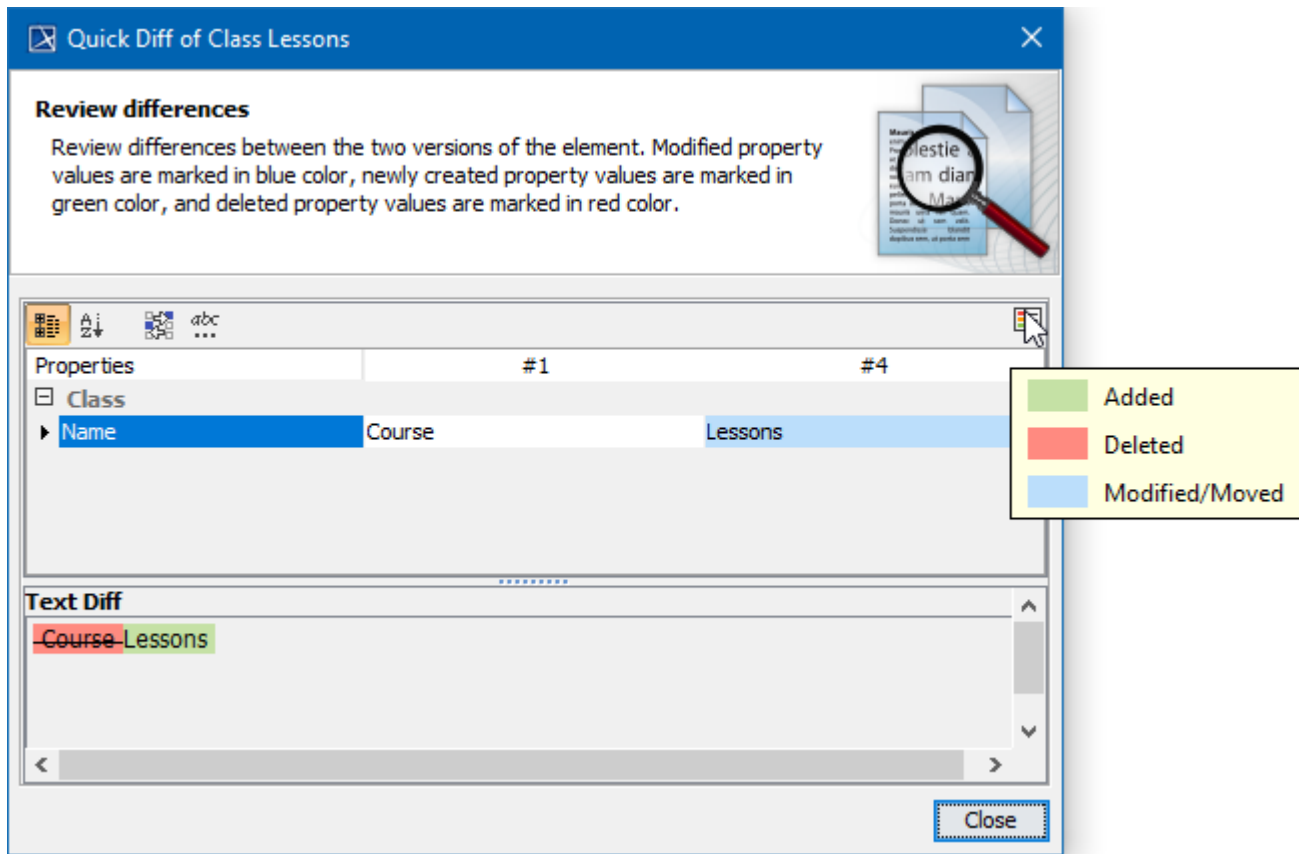 Quick Diff of Class Lessons
Review differences
Review differences between the two versions of the element. Modified property
values are marked in blue color, newly created property values are marked in
green color, and deleted property values are marked in red color.
Properties #1 #4
Class
Name Course Lessons
Added
Deleted
Modified/Moved
Text Diff
Course Lessons
Close